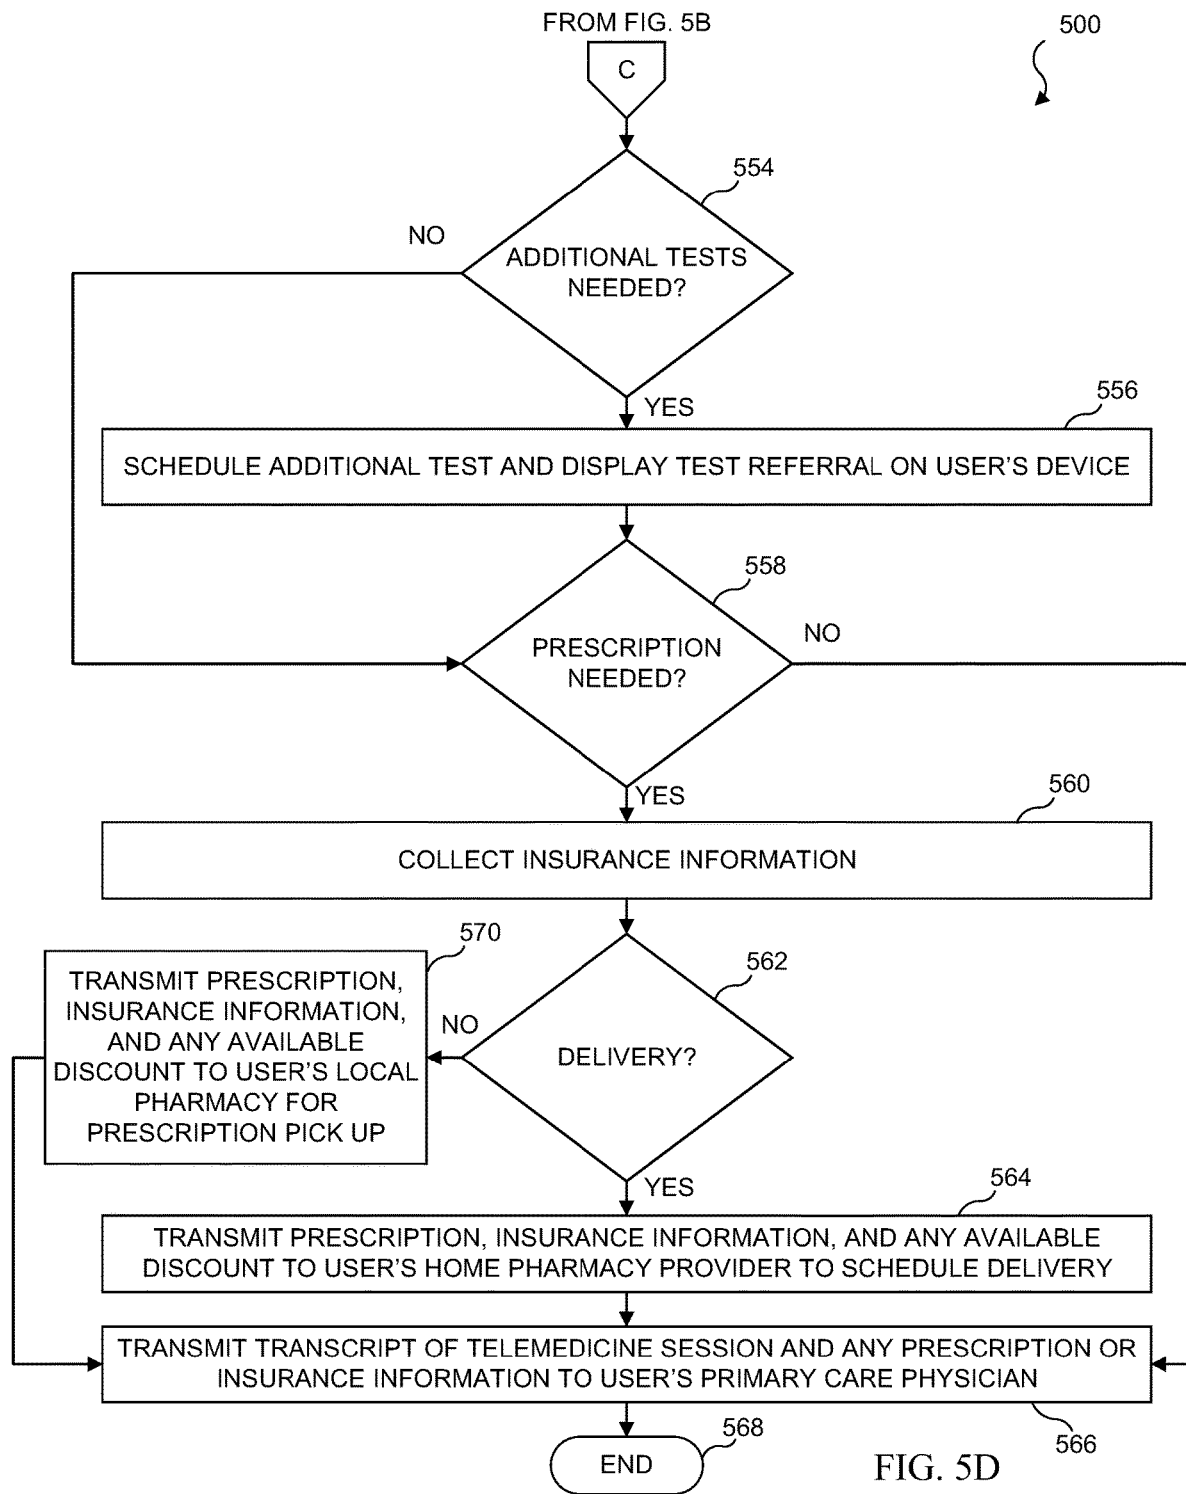 FROM FIG. 5B
500
C
554
NO
ADDITIONAL TESTS
NEEDED?
YES
556
SCHEDULE ADDITIONAL TEST AND DISPLAY TEST REFERRAL ON USER'S DEVICE
558
NO
PRESCRIPTION
NEEDED?
YES
560
COLLECT INSURANCE INFORMATION
570
TRANSMIT PRESCRIPTION,
INSURANCE INFORMATION,
AND ANY AVAILABLE
DISCOUNT TO USER'S LOCAL
PHARMACY FOR
PRESCRIPTION PICK UP
562
NO
DELIVERY?
YES
564
TRANSMIT PRESCRIPTION, INSURANCE INFORMATION, AND ANY AVAILABLE
DISCOUNT TO USER'S HOME PHARMACY PROVIDER TO SCHEDULE DELIVERY
TRANSMIT TRANSCRIPT OF TELEMEDICINE SESSION AND ANY PRESCRIPTION OR
INSURANCE INFORMATION TO USER'S PRIMARY CARE PHYSICIAN
566
568
END
FIG. 5D